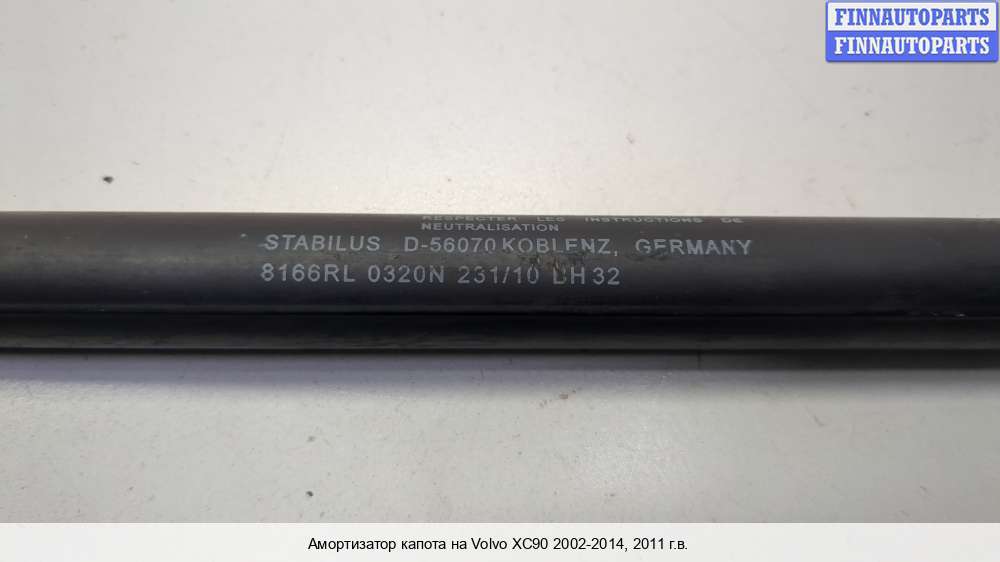 FINNAUTOPARTS
FINNAUTOPARTS
RESPECTER LES INSTRUCTIONS DE
NEUTRALISATION
STABILUS D-56070 KOBLENZ, GERMANY
8166RL 0320N 231/10 BH32
Амортизатор капота на Volvo XC90 2002-2014, 2011 г.в.